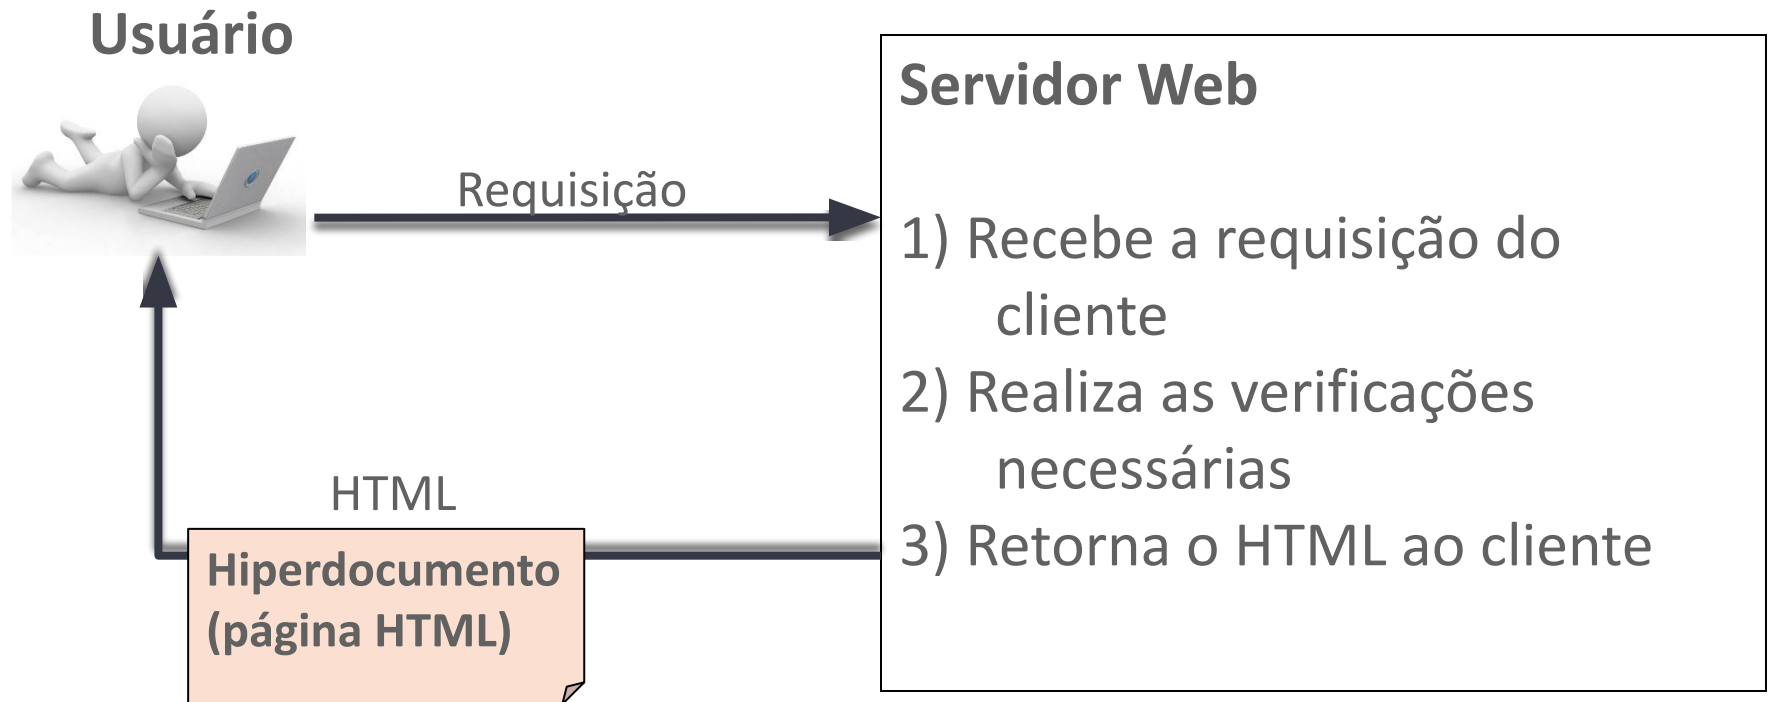 Usuário
Requisição
Servidor Web
1) Recebe a requisição do
cliente
2) Realiza as verificações
necessárias
3) Retorna o HTML ao cliente
HTML
Hiperdocumento
(página HTML)